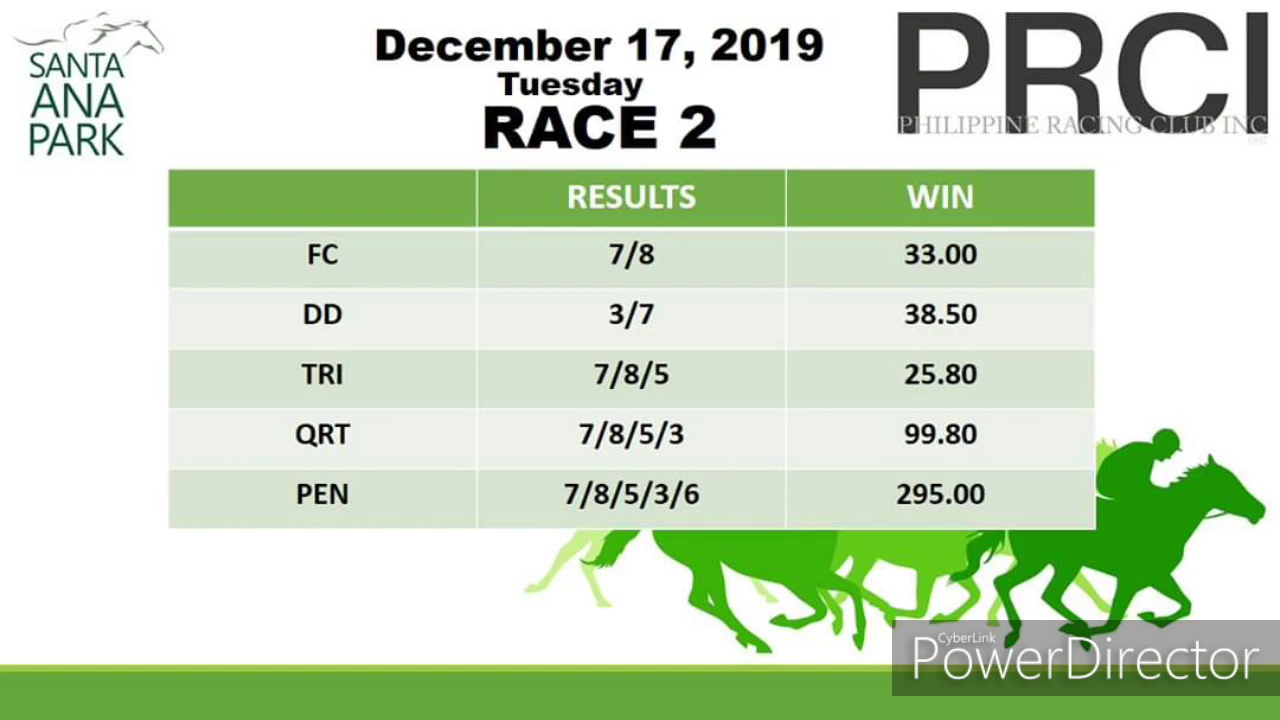 SANTA
ANA
PARK
December 17, 2019
Tuesday
RACE 2
PRCI
PHILIPPINE RACING CLUB INC
RESULTS WIN
FC 7/8 33.00
DD 3/7 38.50
TRI 7/8/5 25.80
QRT 7/8/5/3 99.80
PEN 7/8/5/3/6 295.00
CyberLink
PowerDirector